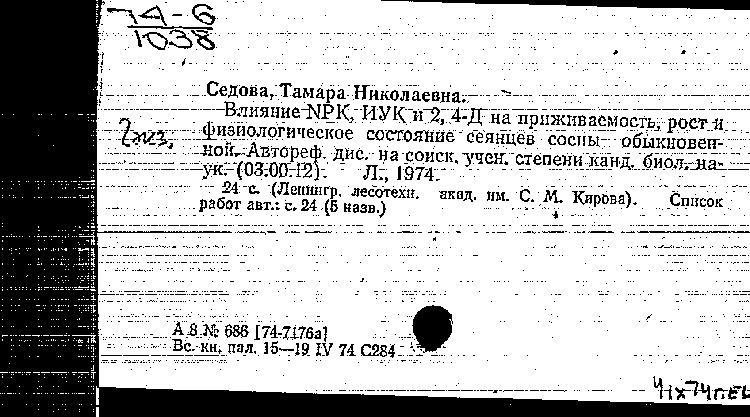 74-6
1038
Седова, Тамара Николаевна.
Влияние NPK, ИУК и 2, 4-Д на приживаемость, рост и
2 экз.
физиологическое состояние сеянцев сосны обыкновен-
ной. Автореф. дис. на соиск. учен. степени канд. биол. на-
ук. (03.00.12). Л., 1974.
24 с. (Ленингр. лесотехн. акад. им. С. М. Кирова). Список
работ авт.: с. 24 (5 назв.)
А 8 № 686 [74-7176а]
Вс. кн. пал. 15—19 IV 74 С284